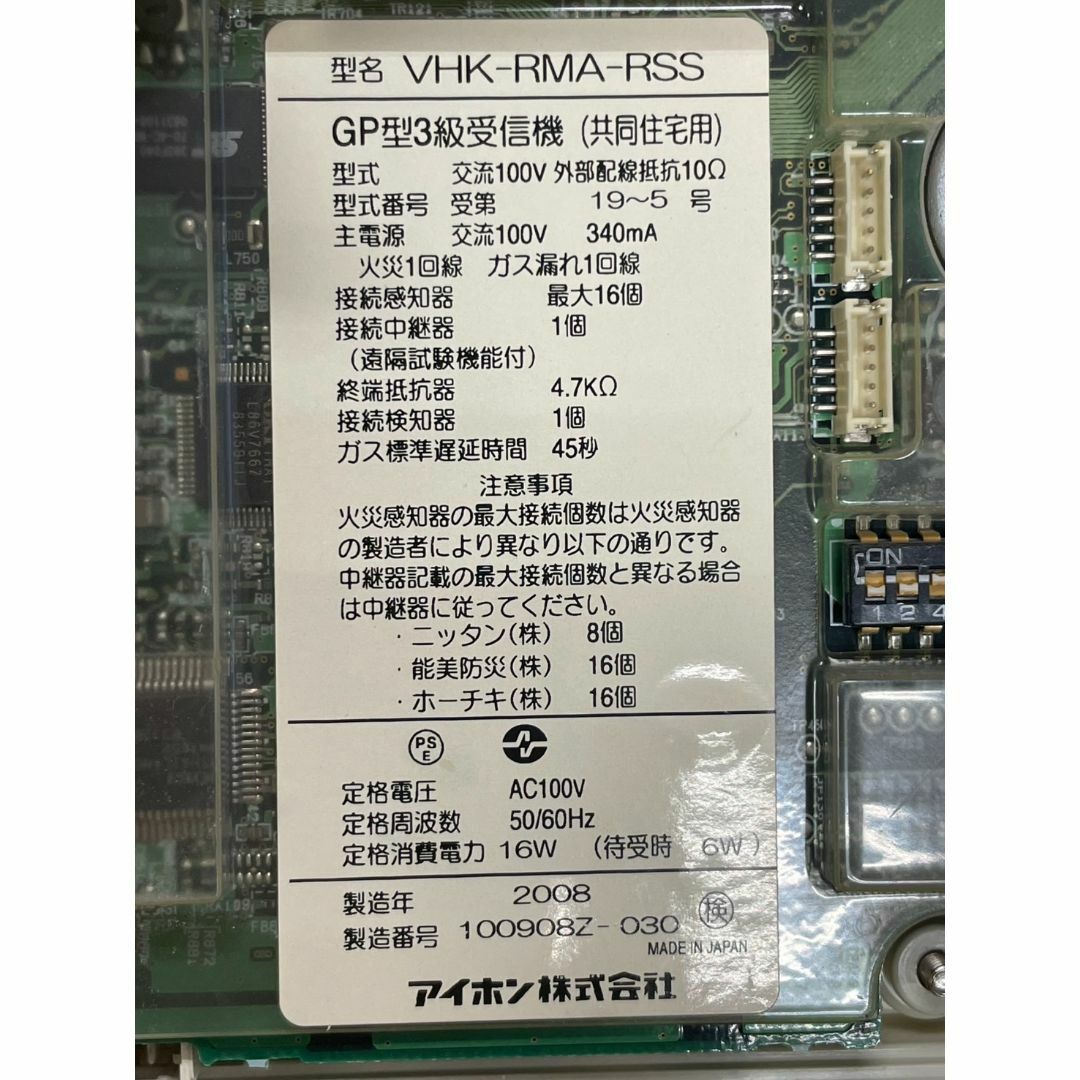 IR704
TR121
型名 VHK-RMA-RSS
GP型3級受信機 (共同住宅用)
型式 交流100V 外部配線抵抗10Ω
型式番号 受第 19～5 号
主電源 交流100V 340mA
火災1回線 ガス漏れ1回線
接続感知器 最大16個
接続中継器 1個
(遠隔試験機能付)
終端抵抗器 4.7KΩ
接続検知器 1個
ガス標準遅延時間 45秒
注意事項
火災感知器の最大接続個数は火災感知器
の製造者により異なり以下の通りです。
中継器記載の最大接続個数と異なる場合
は中継器に従ってください。
・ニッタン(株) 8個
・能美防災(株) 16個
・ホーチキ(株) 16個
PS
E
定格電圧 AC100V
定格周波数 50/60Hz
定格消費電力 16W (待受時 6W)
製造年 2008
製造番号 100908Z-030 検
MADE IN JAPAN
アイホン株式会社
L750
L86V7667
ON
1 2 4
R872